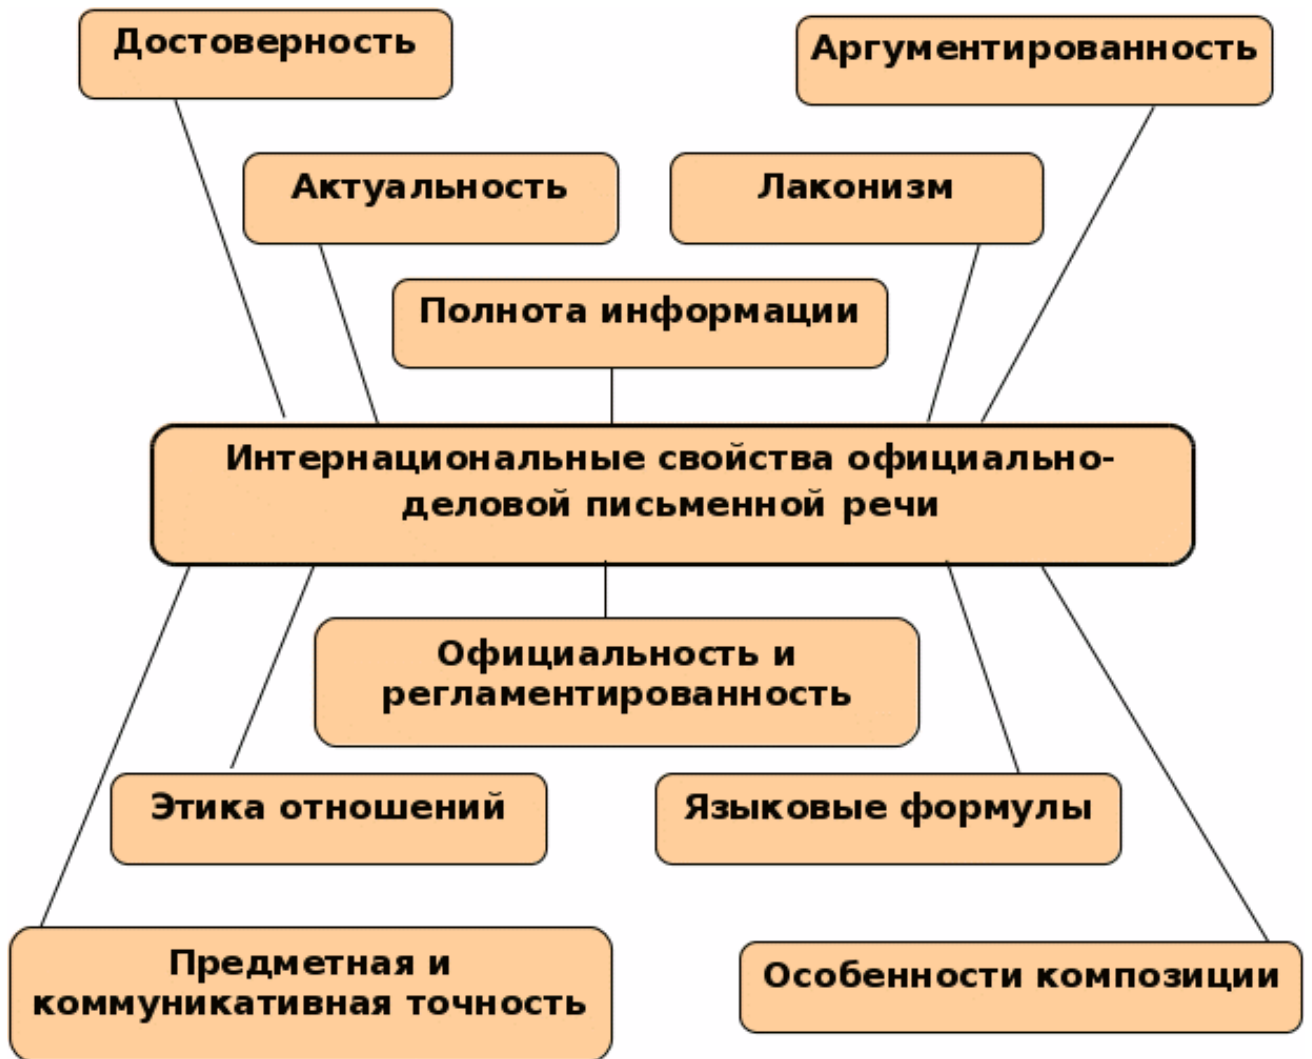 Достоверность
Аргументированность
Актуальность
Лаконизм
Полнота информации
Интернациональные свойства официально-
деловой письменной речи
Официальность и
регламентированность
Этика отношений
Языковые формулы
Предметная и
коммуникативная точность
Особенности композиции